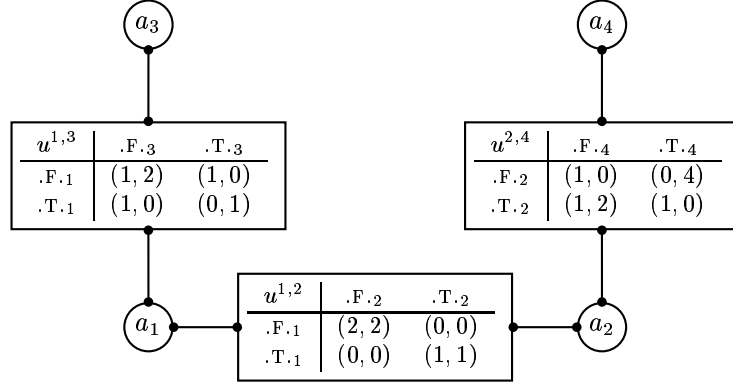 a3 a4
u1,3 .F.3 .T.3 u2,4 .F.4 .T.4
.F.1 (1, 2) (1, 0) .F.2 (1, 0) (0, 4)
.T.1 (1, 0) (0, 1) .T.2 (1, 2) (1, 0)
u1,2 .F.2 .T.2
a1 .F.1 (2, 2) (0, 0) a2
.T.1 (0, 0) (1, 1)